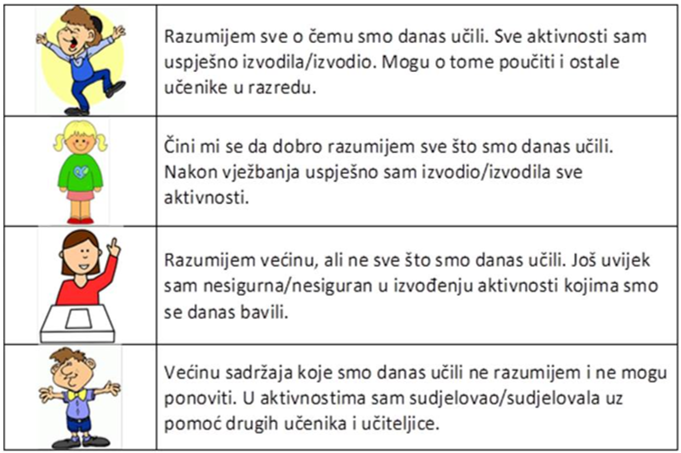 Razumijem sve o čemu smo danas učili. Sve aktivnosti sam
uspješno izvodila/izvodio. Mogu o tome poučiti i ostale
učenike u razredu.
Čini mi se da dobro razumijem sve što smo danas učili.
Nakon vježbanja uspješno sam izvodio/izvodila sve
aktivnosti.
Razumijem većinu, ali ne sve što smo danas učili. Još uvijek
sam nesigurna/nesiguran u izvođenju aktivnosti kojima smo
se danas bavili.
Većinu sadržaja koje smo danas učili ne razumijem i ne mogu
ponoviti. U aktivnostima sam sudjelovao/sudjelovala uz
pomoć drugih učenika i učiteljice.